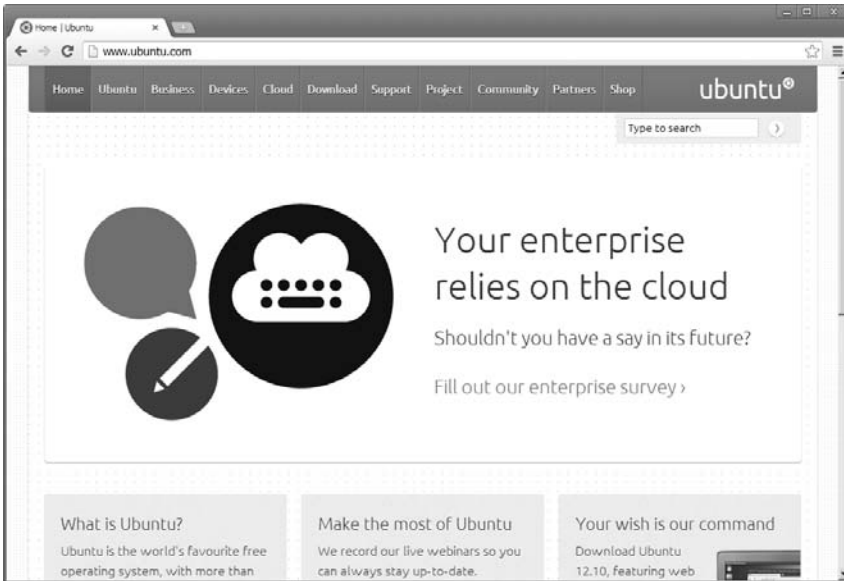 Home | Ubuntu
www.ubuntu.com
Home Ubuntu Business Devices Cloud Download Support Project Community Partners Shop
ubuntu
Type to search
Your enterprise
relies on the cloud
Shouldn't you have a say in its future?
Fill out our enterprise survey ›
What is Ubuntu?
Ubuntu is the world's favourite free
operating system, with more than
Make the most of Ubuntu
We record our live webinars so you
can always stay up-to-date.
Your wish is our command
Download Ubuntu
12.10, featuring web